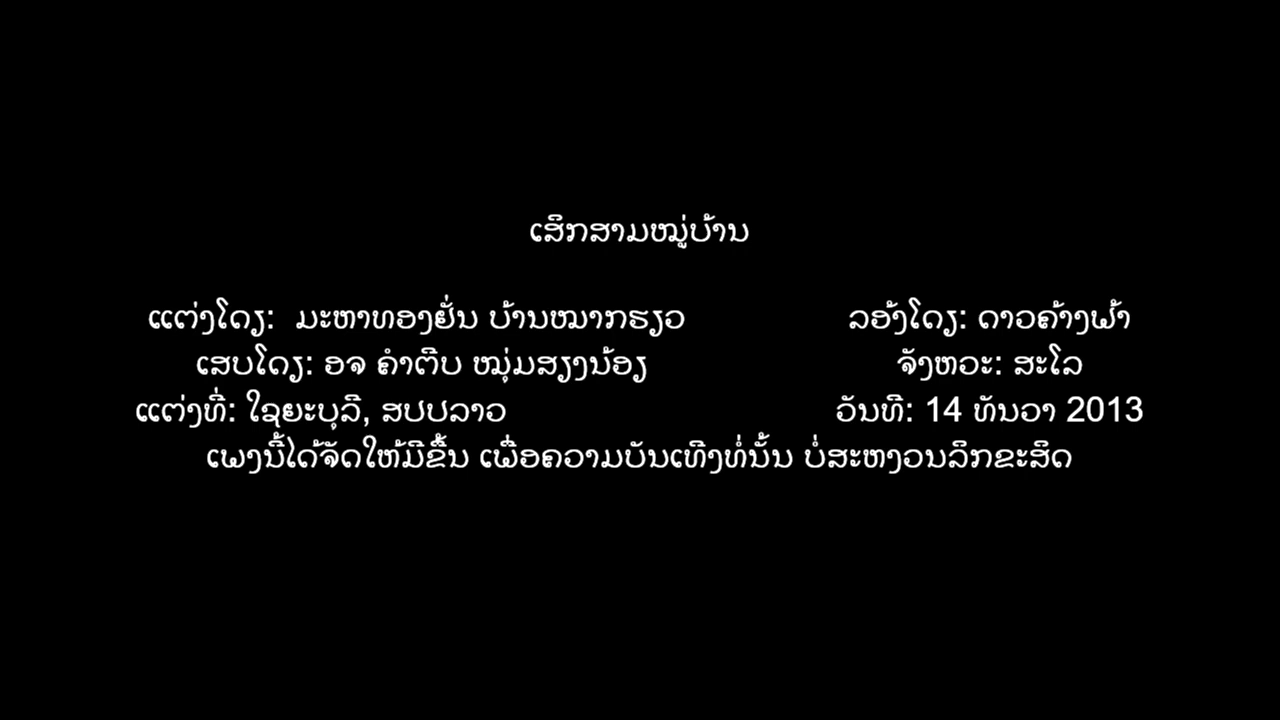 ເສິກສາມໝູ່ບ້ານ
ແຕ່ງໂດຽ: ມະຫາທອງຢັ່ນ ບ້ານໝາກຮຽວ ລອ້ງໂດຽ: ດາວຄ້າງຟ້າ
ເສບໂດຽ: ອຈ ຄຳຕີບ ໝຸ່ມສຽງນ້ອຽ ຈັງຫວະ: ສະໂລ
ແຕ່ງທີ່: ໃຊຍະບຸລີ, ສປປລາວ ວັນທີ: 14 ທັນວາ 2013
ເພງນີ້ໄດ້ຈັດໃຫ້ມີຂື້ນ ເພື່ອຄວາມບັນເທີງທໍ່ນັ້ນ ບໍ່ສະຫງວນລິກຂະສິດ